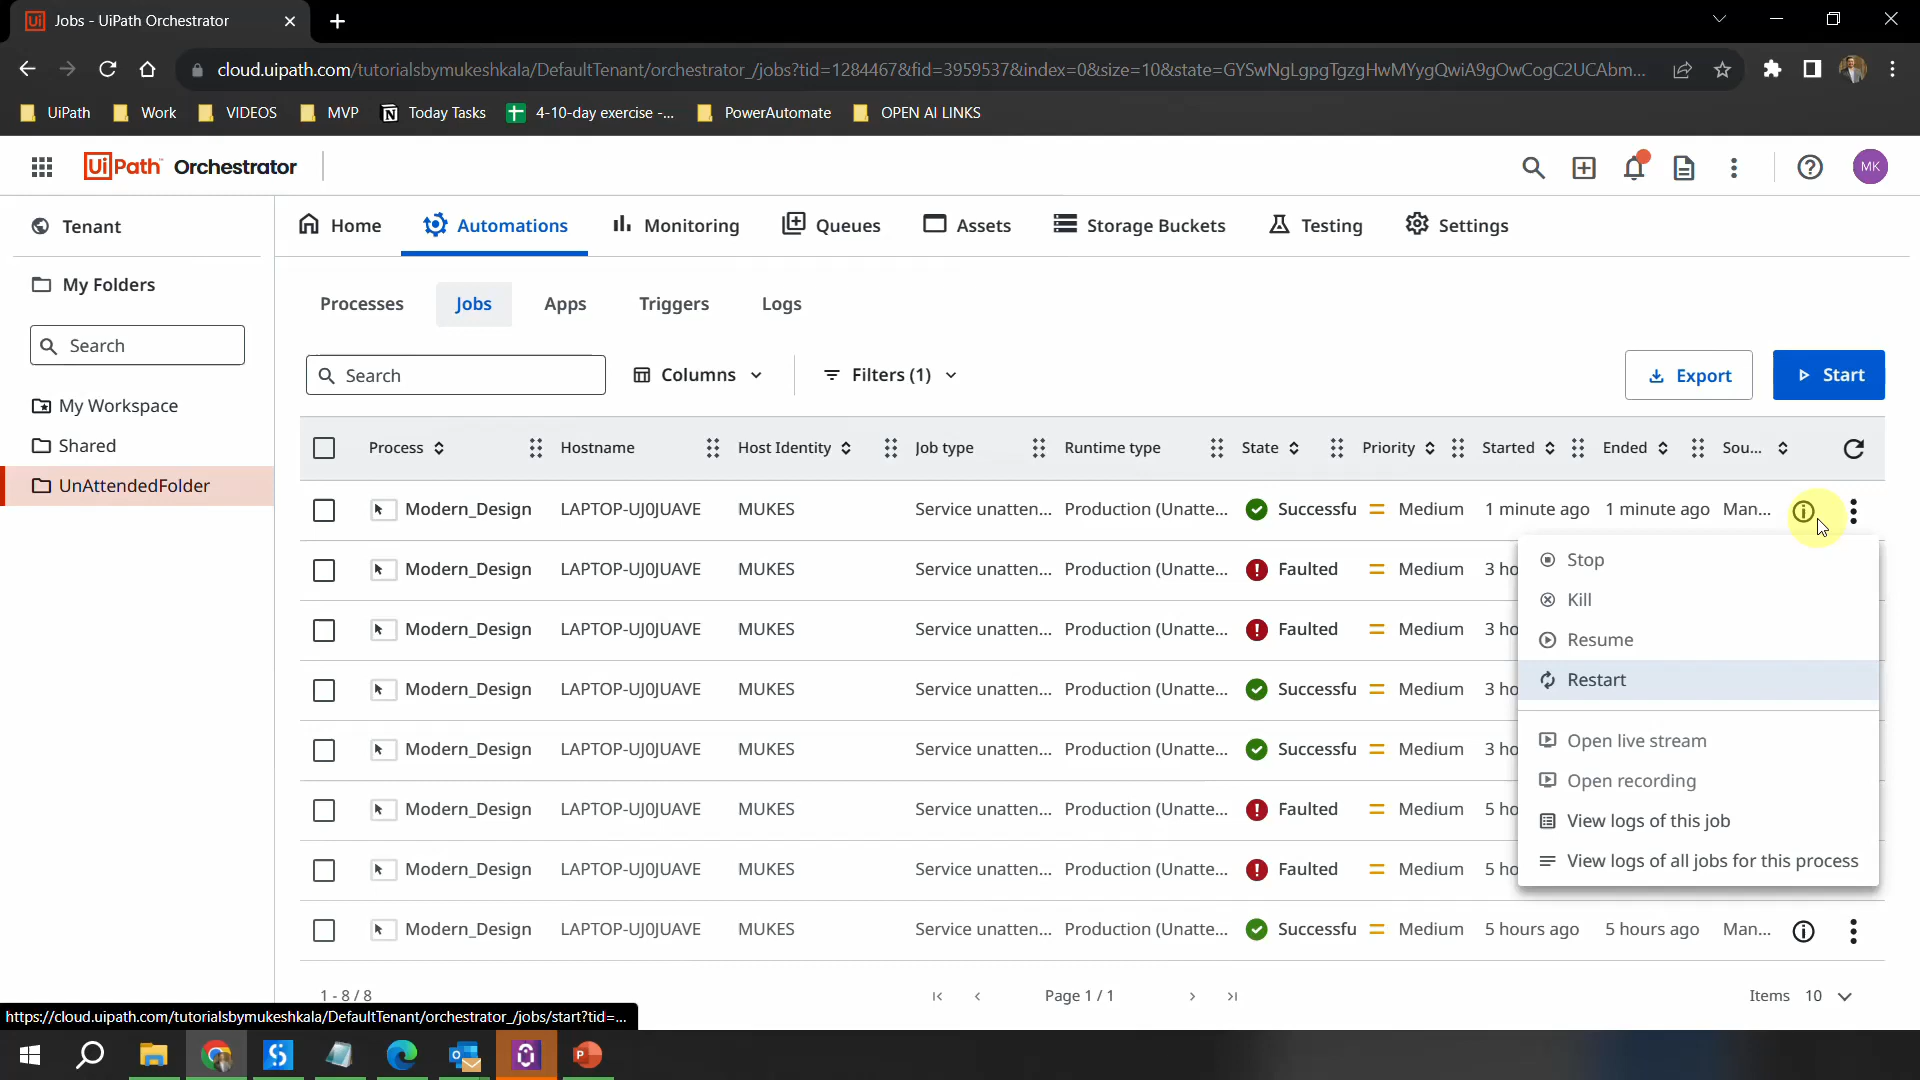 Jobs - UiPath Orchestrator
cloud.uipath.com/tutorialsbymukeshkala/DefaultTenant/orchestrator_/jobs?tid=1284467&fid=3959537&index=0&size=10&state=GYSwNgLgpgTgzgHwMYygQwiA9gOwCogC2UCAbm...
UiPath Work VIDEOS MVP Today Tasks 4-10-day exercise -... PowerAutomate OPEN AI LINKS
UiPath Orchestrator MK
Tenant
My Folders
Search
My Workspace
Shared
UnAttendedFolder
Home Automations Monitoring Queues Assets Storage Buckets Testing Settings
Processes Jobs Apps Triggers Logs
Search Columns Filters (1) Export Start
Process Hostname Host Identity Job type Runtime type State Priority Started Ended Sou...
Modern_Design LAPTOP-UJ0JUAVE MUKES Service unatten... Production (Unatte... Successfu Medium 1 minute ago 1 minute ago Man...
Modern_Design LAPTOP-UJ0JUAVE MUKES Service unatten... Production (Unatte... Faulted Medium 3 ho
Modern_Design LAPTOP-UJ0JUAVE MUKES Service unatten... Production (Unatte... Faulted Medium 3 ho
Modern_Design LAPTOP-UJ0JUAVE MUKES Service unatten... Production (Unatte... Successfu Medium 3 ho
Modern_Design LAPTOP-UJ0JUAVE MUKES Service unatten... Production (Unatte... Successfu Medium 3 ho
Modern_Design LAPTOP-UJ0JUAVE MUKES Service unatten... Production (Unatte... Faulted Medium 5 ho
Modern_Design LAPTOP-UJ0JUAVE MUKES Service unatten... Production (Unatte... Faulted Medium 5 ho
Modern_Design LAPTOP-UJ0JUAVE MUKES Service unatten... Production (Unatte... Successfu Medium 5 hours ago 5 hours ago Man...
Stop
Kill
Resume
Restart
Open live stream
Open recording
View logs of this job
View logs of all jobs for this process
1 - 8 / 8 Page 1 / 1 Items 10
https://cloud.uipath.com/tutorialsbymukeshkala/DefaultTenant/orchestrator_/jobs/start?tid=...